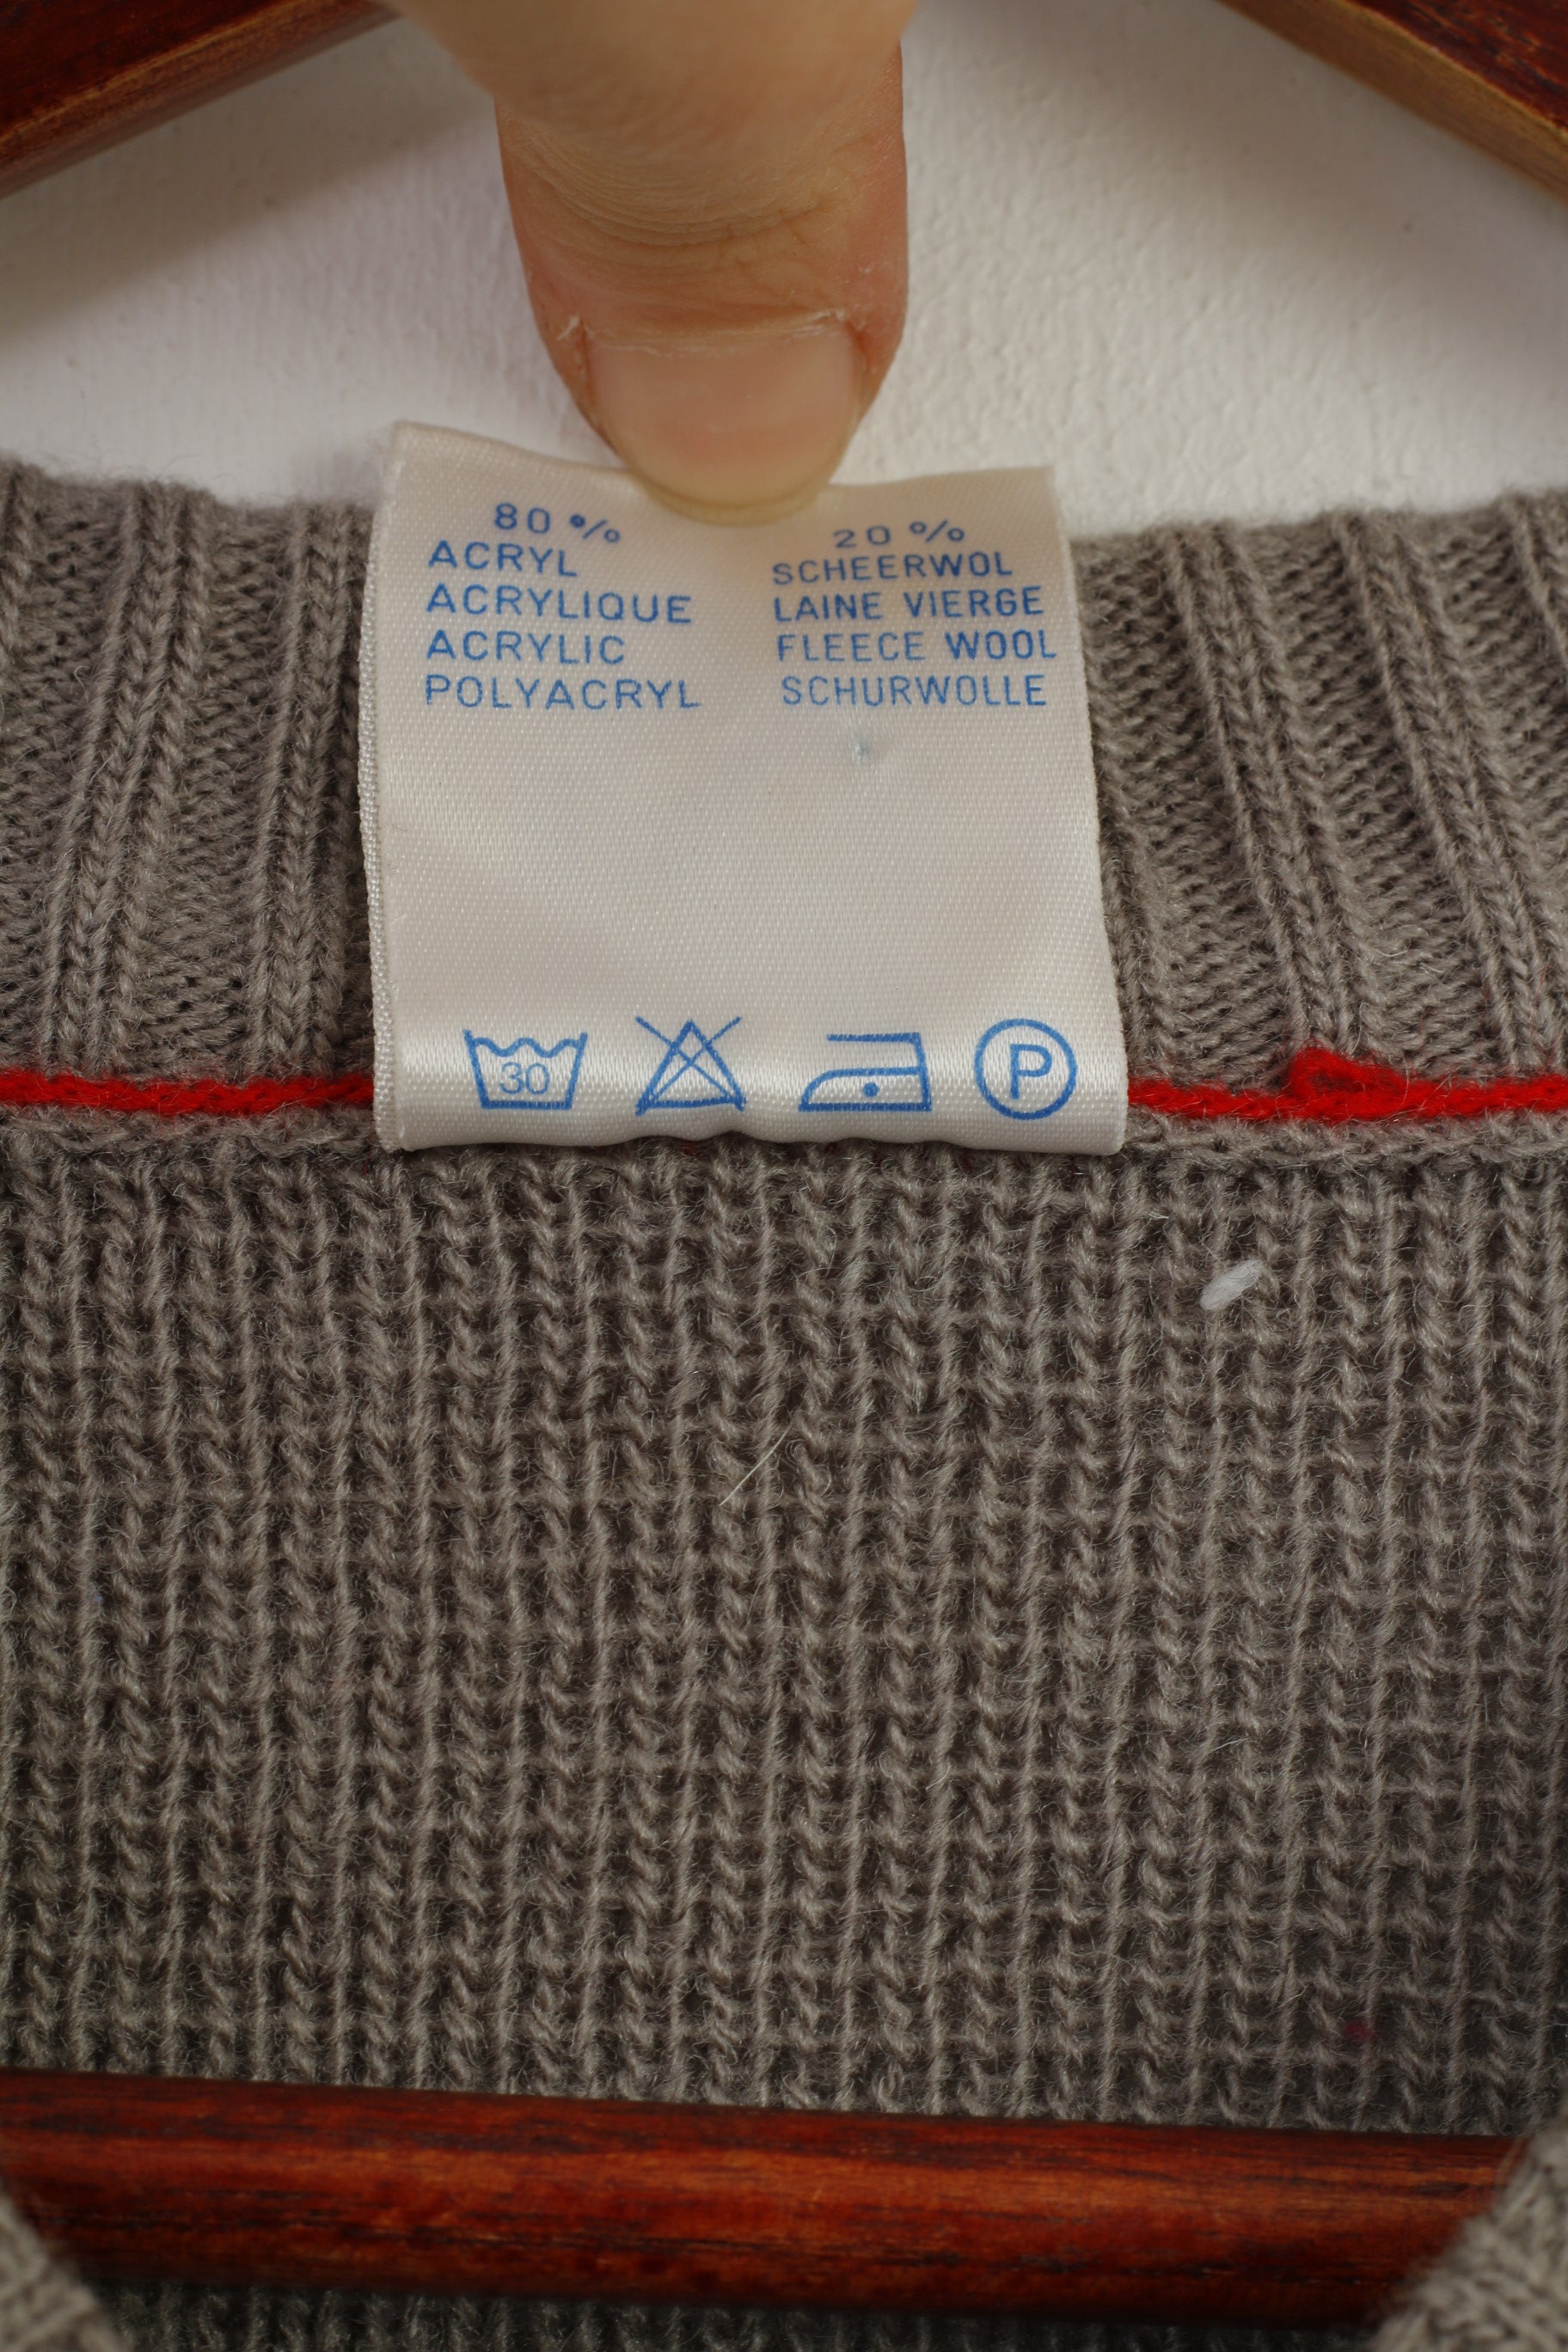 80 %
ACRYL
ACRYLIQUE
ACRYLIC
POLYACRYL
20 %
SCHEERWOL
LAINE VIERGE
FLEECE WOOL
SCHURWOLLE
30
P